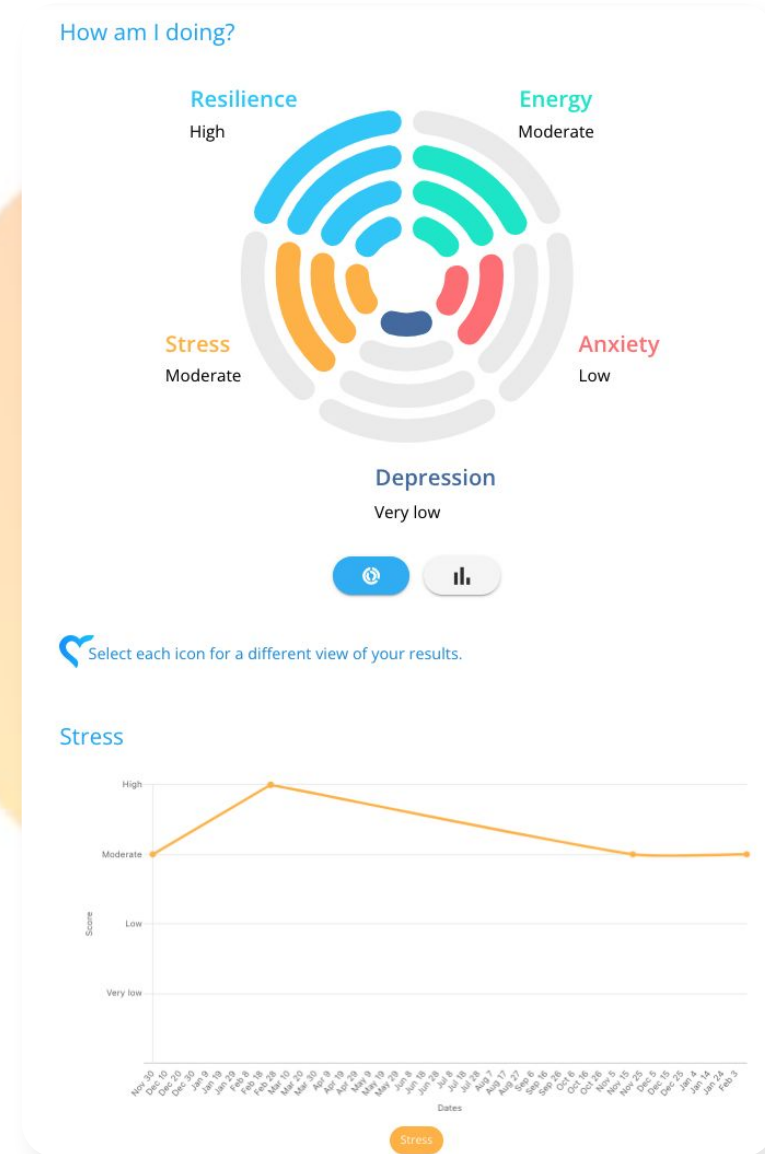 How am I doing?
Resilience
High
Energy
Moderate
Stress
Moderate
Anxiety
Low
Depression
Very low
Select each icon for a different view of your results.
Stress
High
Moderate
Low
Very low
Score
Nov 30
Dec 10
Dec 20
Dec 30
Jan 9
Jan 19
Jan 29
Feb 8
Feb 18
Feb 28
Mar 10
Mar 20
Mar 30
Apr 9
Apr 19
Apr 29
May 9
May 19
May 29
Jun 8
Jun 18
Jun 28
Jul 8
Jul 18
Jul 28
Aug 7
Aug 17
Aug 27
Sep 6
Sep 16
Sep 26
Oct 6
Oct 16
Oct 26
Nov 5
Nov 15
Nov 25
Dec 5
Dec 15
Dec 25
Jan 4
Jan 14
Jan 24
Feb 3
Dates
Stress